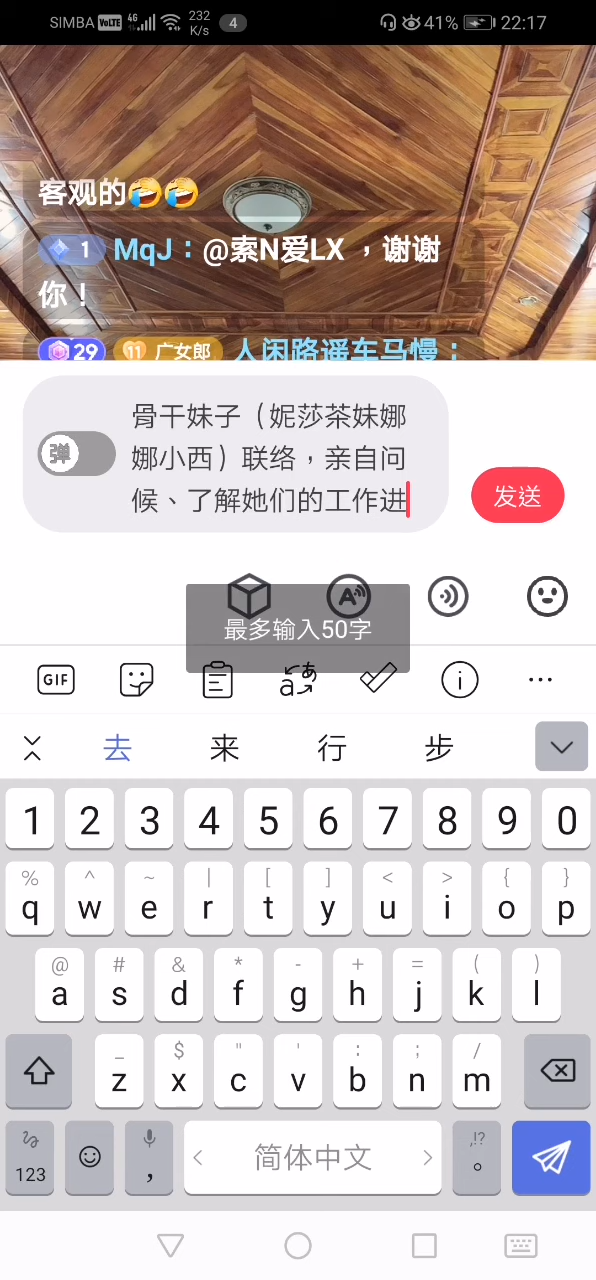 SIMBA VoLTE 4G 232 K/s 4 41% 22:17
客观的🤣🤣
1 MqJ：@索N爱LX ，谢谢
你！
29 11 广女郎 人闲路遥车马慢：
弹
骨干妹子（妮莎茶妹娜
娜小西）联络，亲自问
候、了解她们的工作进
发送
最多输入50字
GIF
去 来 行 步
1 2 3 4 5 6 7 8 9 0
% ^ ~ | [ ] < > { }
q w e r t y u i o p
@ # & * - + = ( )
a s d f g h j k l
_ $ " ' : ; /
z x c v b n m
,!?
123 , < 简体中文 > 。